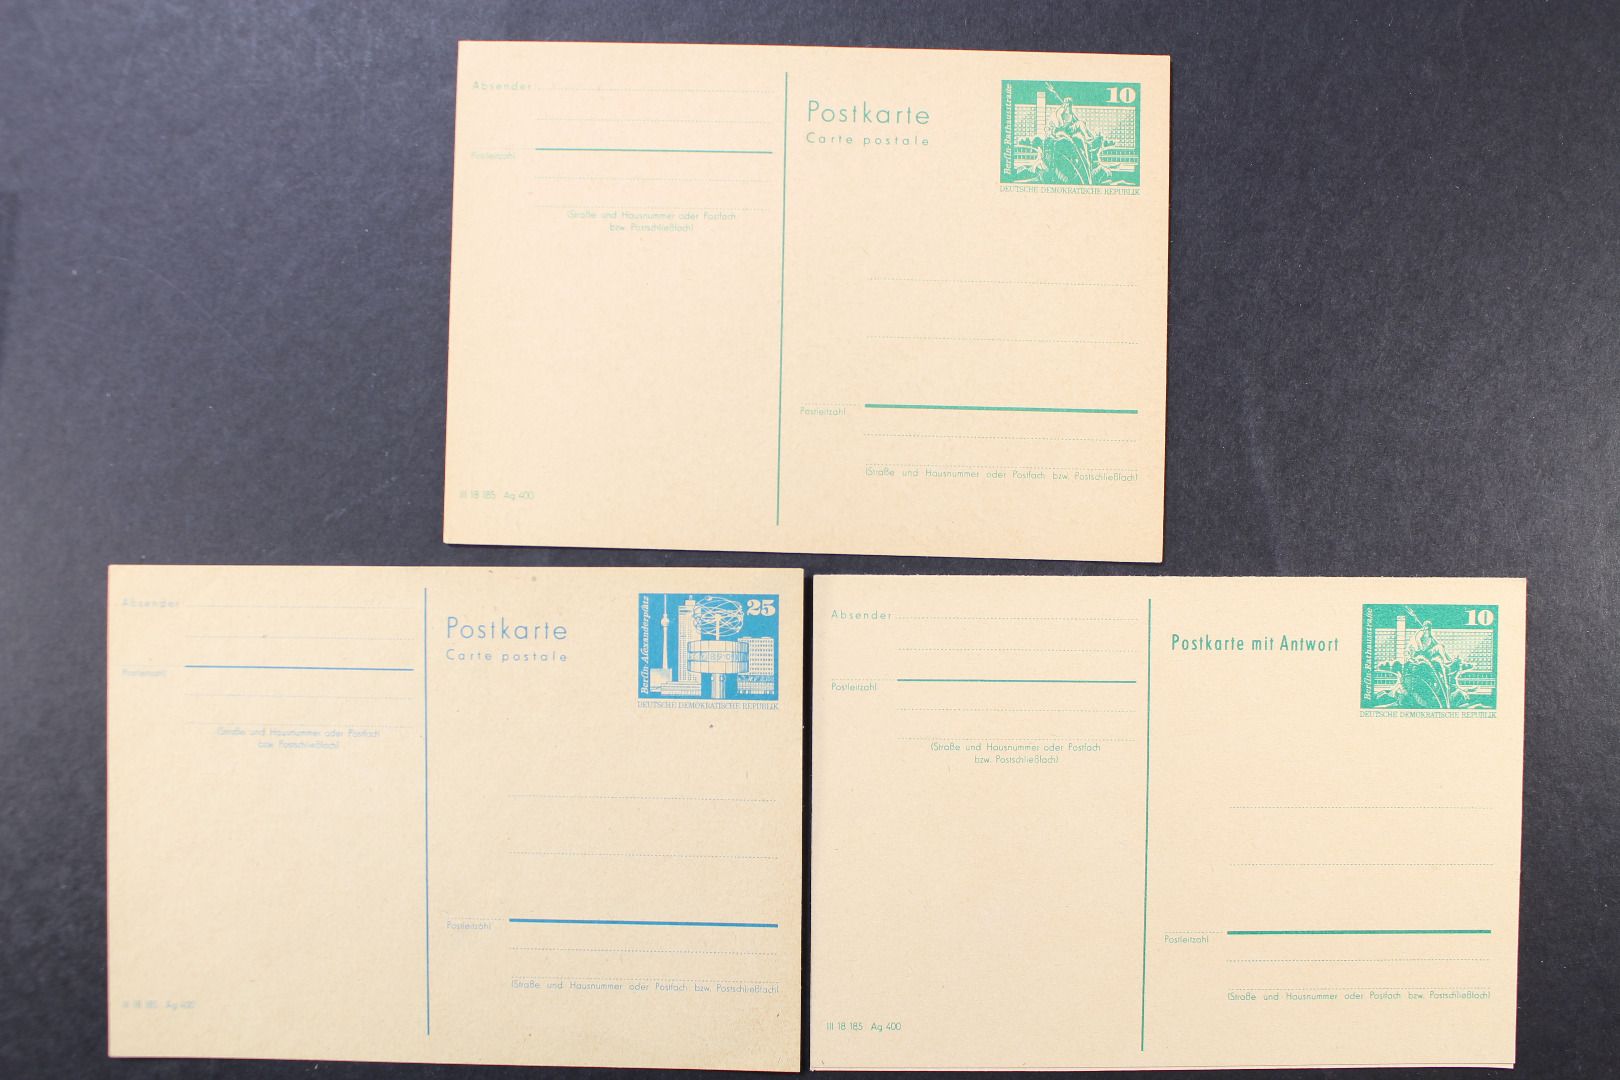 Absender
Postleitzahl
(Straße und Hausnummer oder Postfach
bzw. Postschließfach)
III 18 185 Ag 400
Postkarte
Carte postale
10
Berlin-Rathausstraße
DEUTSCHE DEMOKRATISCHE REPUBLIK
Postleitzahl
(Straße und Hausnummer oder Postfach bzw. Postschließfach)
Absender
Postleitzahl
(Straße und Hausnummer oder Postfach
bzw. Postschließfach)
III 18 185 Ag 400
Postkarte
Carte postale
25
Berlin-Alexanderplatz
DEUTSCHE DEMOKRATISCHE REPUBLIK
Postleitzahl
(Straße und Hausnummer oder Postfach bzw. Postschließfach)
Absender
Postleitzahl
(Straße und Hausnummer oder Postfach
bzw. Postschließfach)
III 18 185 Ag 400
Postkarte mit Antwort
10
Berlin-Rathausstraße
DEUTSCHE DEMOKRATISCHE REPUBLIK
Postleitzahl
(Straße und Hausnummer oder Postfach bzw. Postschließfach)